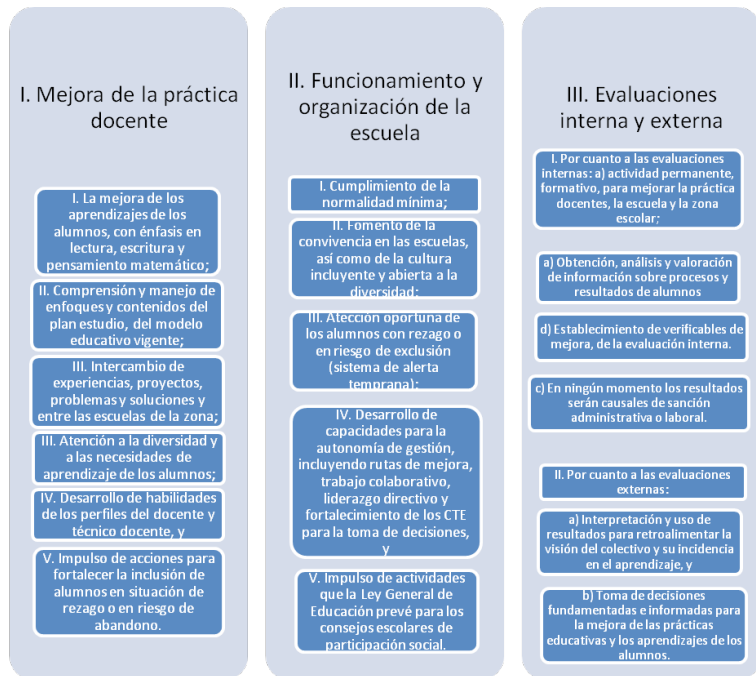 I. Mejora de la práctica
docente
I. La mejora de los
aprendizajes de los
alumnos, con énfasis en
lectura, escritura y
pensamiento matemático;
II. Comprensión y manejo de
enfoques y contenidos del
plan estudio, del modelo
educativo vigente;
III. Intercambio de
experiencias, proyectos,
problemas y soluciones y
entre las escuelas de la zona;
III. Atención a la diversidad y
a las necesidades de
aprendizaje de los alumnos;
IV. Desarrollo de habilidades
de los perfiles del docente y
técnico docente, y
V. Impulso de acciones para
fortalecer la inclusión de
alumnos en situación de
rezago o en riesgo de
abandono.
II. Funcionamiento y
organización de la
escuela
I. Cumplimiento de la
normalidad mínima;
II. Fomento de la
convivencia en las escuelas,
así como de la cultura
incluyente y abierta a la
diversidad;
III. Atección oportuna de
los alumnos con rezago o
en riesgo de exclusión
(sistema de alerta
temprana);
IV. Desarrollo de
capacidades para la
autonomía de gestión,
incluyendo rutas de mejora,
trabajo colaborativo,
liderazgo directivo y
fortalecimiento de los CTE
para la toma de decisiones,
y
V. Impulso de actividades
que la Ley General de
Educación prevé para los
consejos escolares de
participación social.
III. Evaluaciones
interna y externa
I. Por cuanto a las evaluaciones
internas: a) actividad permanente,
formativo, para mejorar la práctica
docentes, la escuela y la zona
escolar;
a) Obtención, análisis y valoración
de información sobre procesos y
resultados de alumnos
d) Establecimiento de verificables de
mejora, de la evaluación interna.
c) En ningún momento los resultados
serán causales de sanción
administrativa o laboral.
II. Por cuanto a las evaluaciones
externas:
a) Interpretación y uso de
resultados para retroalimentar la
visión del colectivo y su incidencia
en el aprendizaje, y
b) Toma de decisiones
fundamentadas e informadas para
la mejora de las prácticas
educativas y los aprendizajes de los
alumnos.